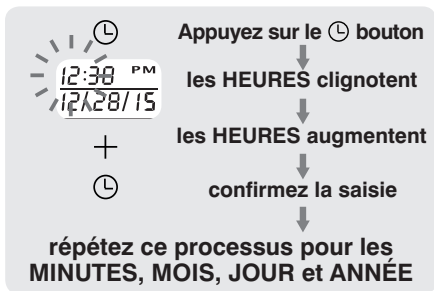 12:38 PM
12/28/15
+
Appuyez sur le bouton
les HEURES clignotent
les HEURES augmentent
confirmez la saisie
répétez ce processus pour les
MINUTES, MOIS, JOUR et ANNÉE